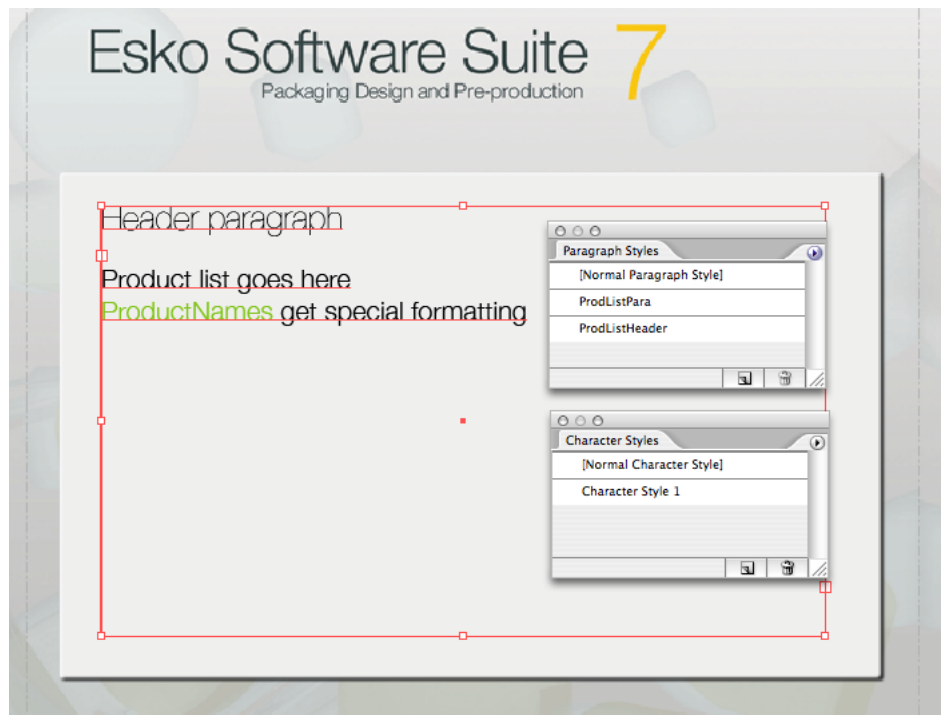 Esko Software Suite 7
Packaging Design and Pre-production
Header paragraph
Product list goes here
ProductNames get special formatting
Paragraph Styles
[Normal Paragraph Style]
ProdListPara
ProdListHeader
Character Styles
[Normal Character Style]
Character Style 1